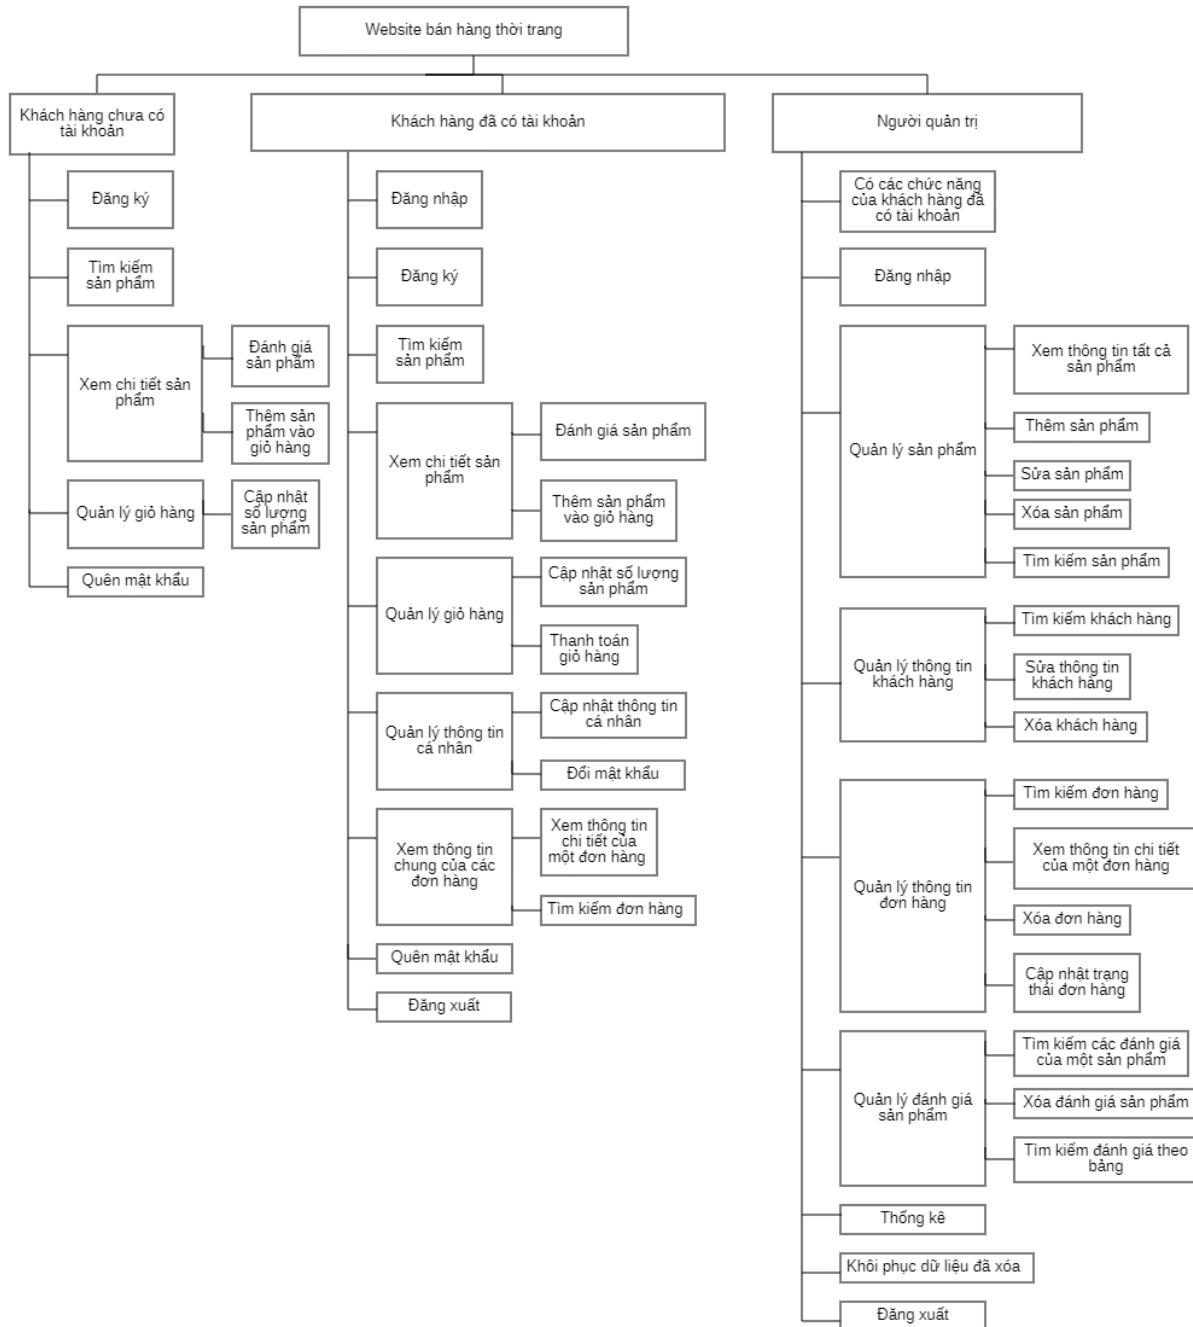 Website bán hàng thời trang
Khách hàng chưa có
tài khoản
Đăng ký
Tìm kiếm
sản phẩm
Xem chi tiết sản
phẩm
Đánh giá
sản phẩm
Thêm sản
phẩm vào
giỏ hàng
Quản lý giỏ hàng
Cập nhật
số lượng
sản phẩm
Quên mật khẩu
Khách hàng đã có tài khoản
Đăng nhập
Đăng ký
Tìm kiếm
sản phẩm
Xem chi tiết sản
phẩm
Đánh giá sản phẩm
Thêm sản phẩm
vào giỏ hàng
Quản lý giỏ hàng
Cập nhật số lượng
sản phẩm
Thanh toán
giỏ hàng
Quản lý thông tin
cá nhân
Cập nhật thông tin
cá nhân
Đổi mật khẩu
Xem thông tin
chung của các
đơn hàng
Xem thông tin
chi tiết của
một đơn hàng
Tìm kiếm đơn hàng
Quên mật khẩu
Đăng xuất
Người quản trị
Có các chức năng
của khách hàng đã
có tài khoản
Đăng nhập
Quản lý sản phẩm
Xem thông tin tất cả
sản phẩm
Thêm sản phẩm
Sửa sản phẩm
Xóa sản phẩm
Tìm kiếm sản phẩm
Quản lý thông tin
khách hàng
Tìm kiếm khách hàng
Sửa thông tin
khách hàng
Xóa khách hàng
Quản lý thông tin
đơn hàng
Tìm kiếm đơn hàng
Xem thông tin chi tiết
của một đơn hàng
Xóa đơn hàng
Cập nhật trạng
thái đơn hàng
Quản lý đánh giá
sản phẩm
Tìm kiếm các đánh giá
của một sản phẩm
Xóa đánh giá sản phẩm
Tìm kiếm đánh giá theo
bảng
Thống kê
Khôi phục dữ liệu đã xóa
Đăng xuất